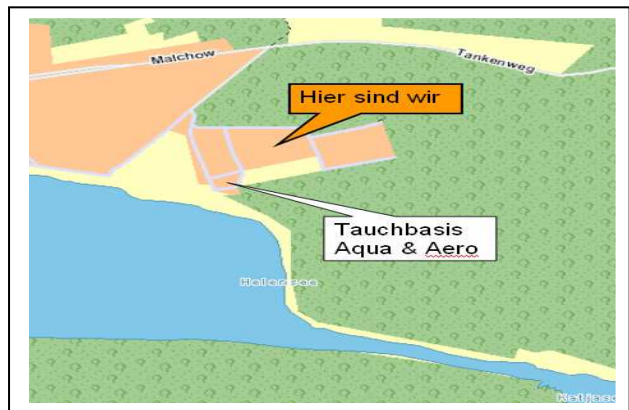 Malchow
Tankenweg
Hier sind wir
Tauchbasis
Aqua & Aero
Helensee